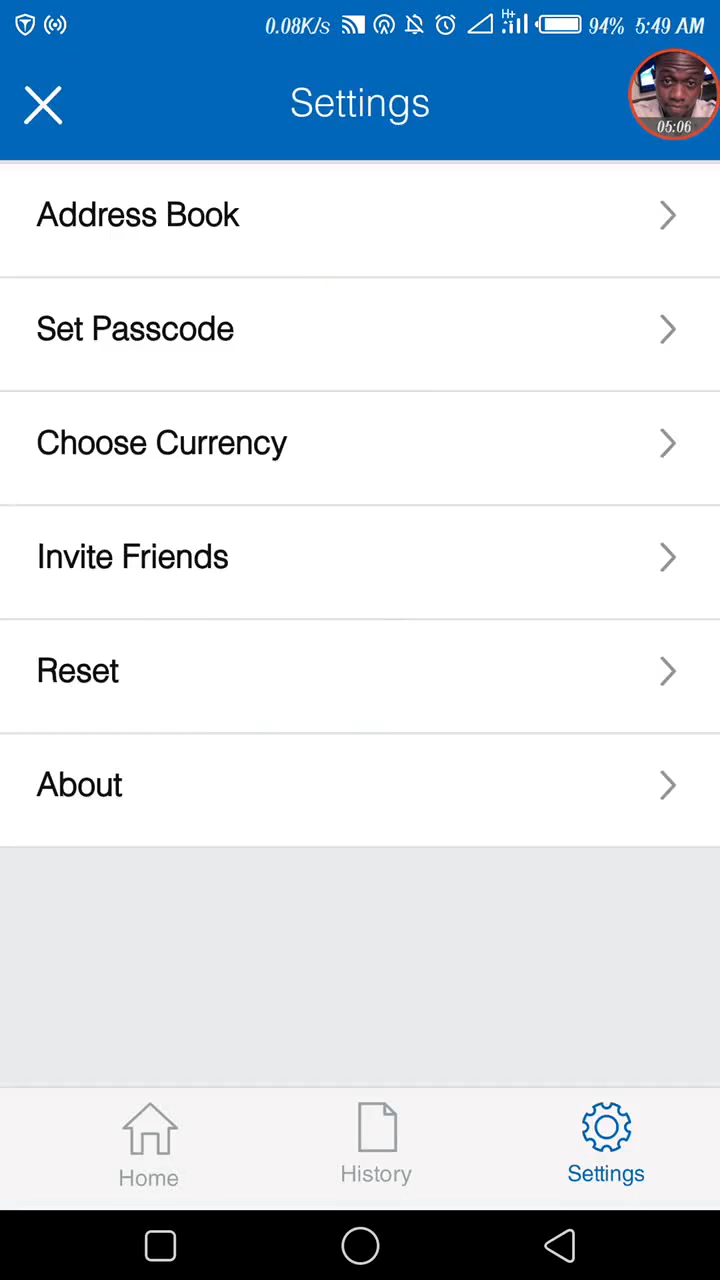 0.08K/s H+ 94% 5:49 AM
Settings
05:06
Address Book
Set Passcode
Choose Currency
Invite Friends
Reset
About
Home History Settings